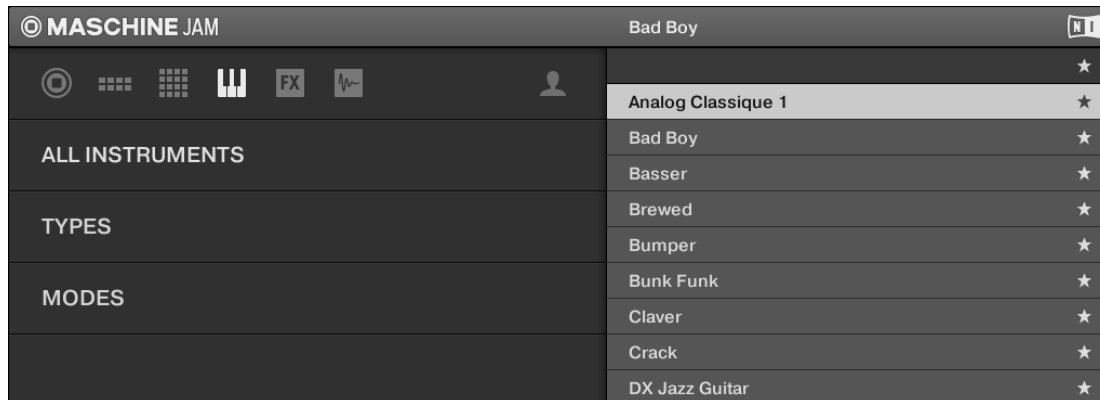 MASCHINE JAM
Bad Boy
NI
FX
ALL INSTRUMENTS
TYPES
MODES
Analog Classique 1
Bad Boy
Basser
Brewed
Bumper
Bunk Funk
Claver
Crack
DX Jazz Guitar